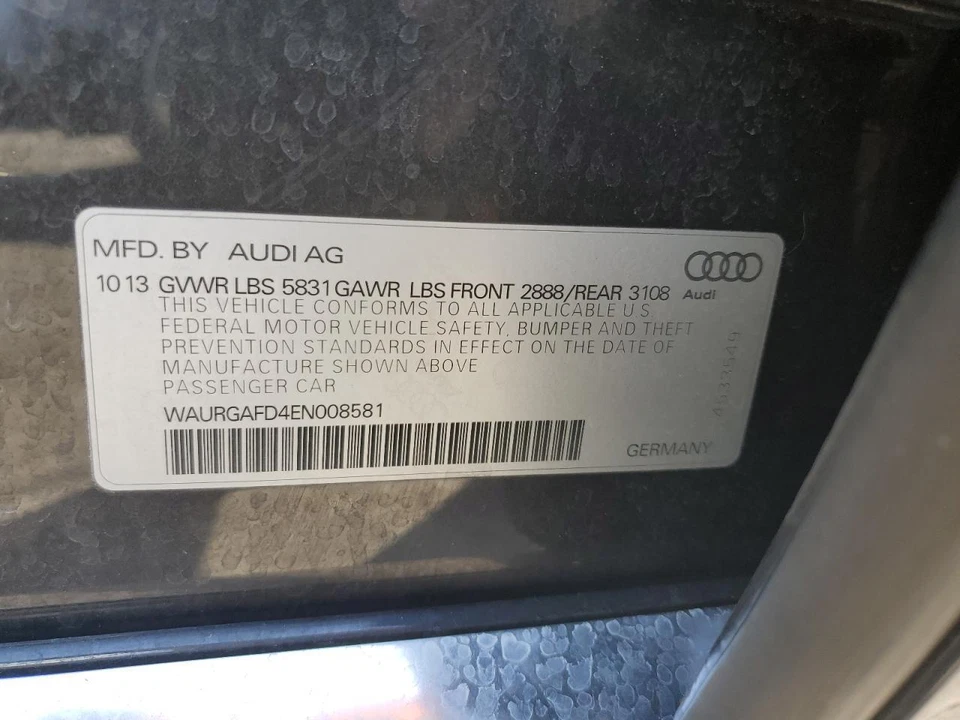 MFD. BY AUDI AG
10 13 GVWR LBS 5831 GAWR LBS FRONT 2888/REAR 3108
Audi
THIS VEHICLE CONFORMS TO ALL APPLICABLE U.S.
FEDERAL MOTOR VEHICLE SAFETY, BUMPER AND THEFT
PREVENTION STANDARDS IN EFFECT ON THE DATE OF
MANUFACTURE SHOWN ABOVE
PASSENGER CAR
WAURGAFD4EN008581
GERMANY